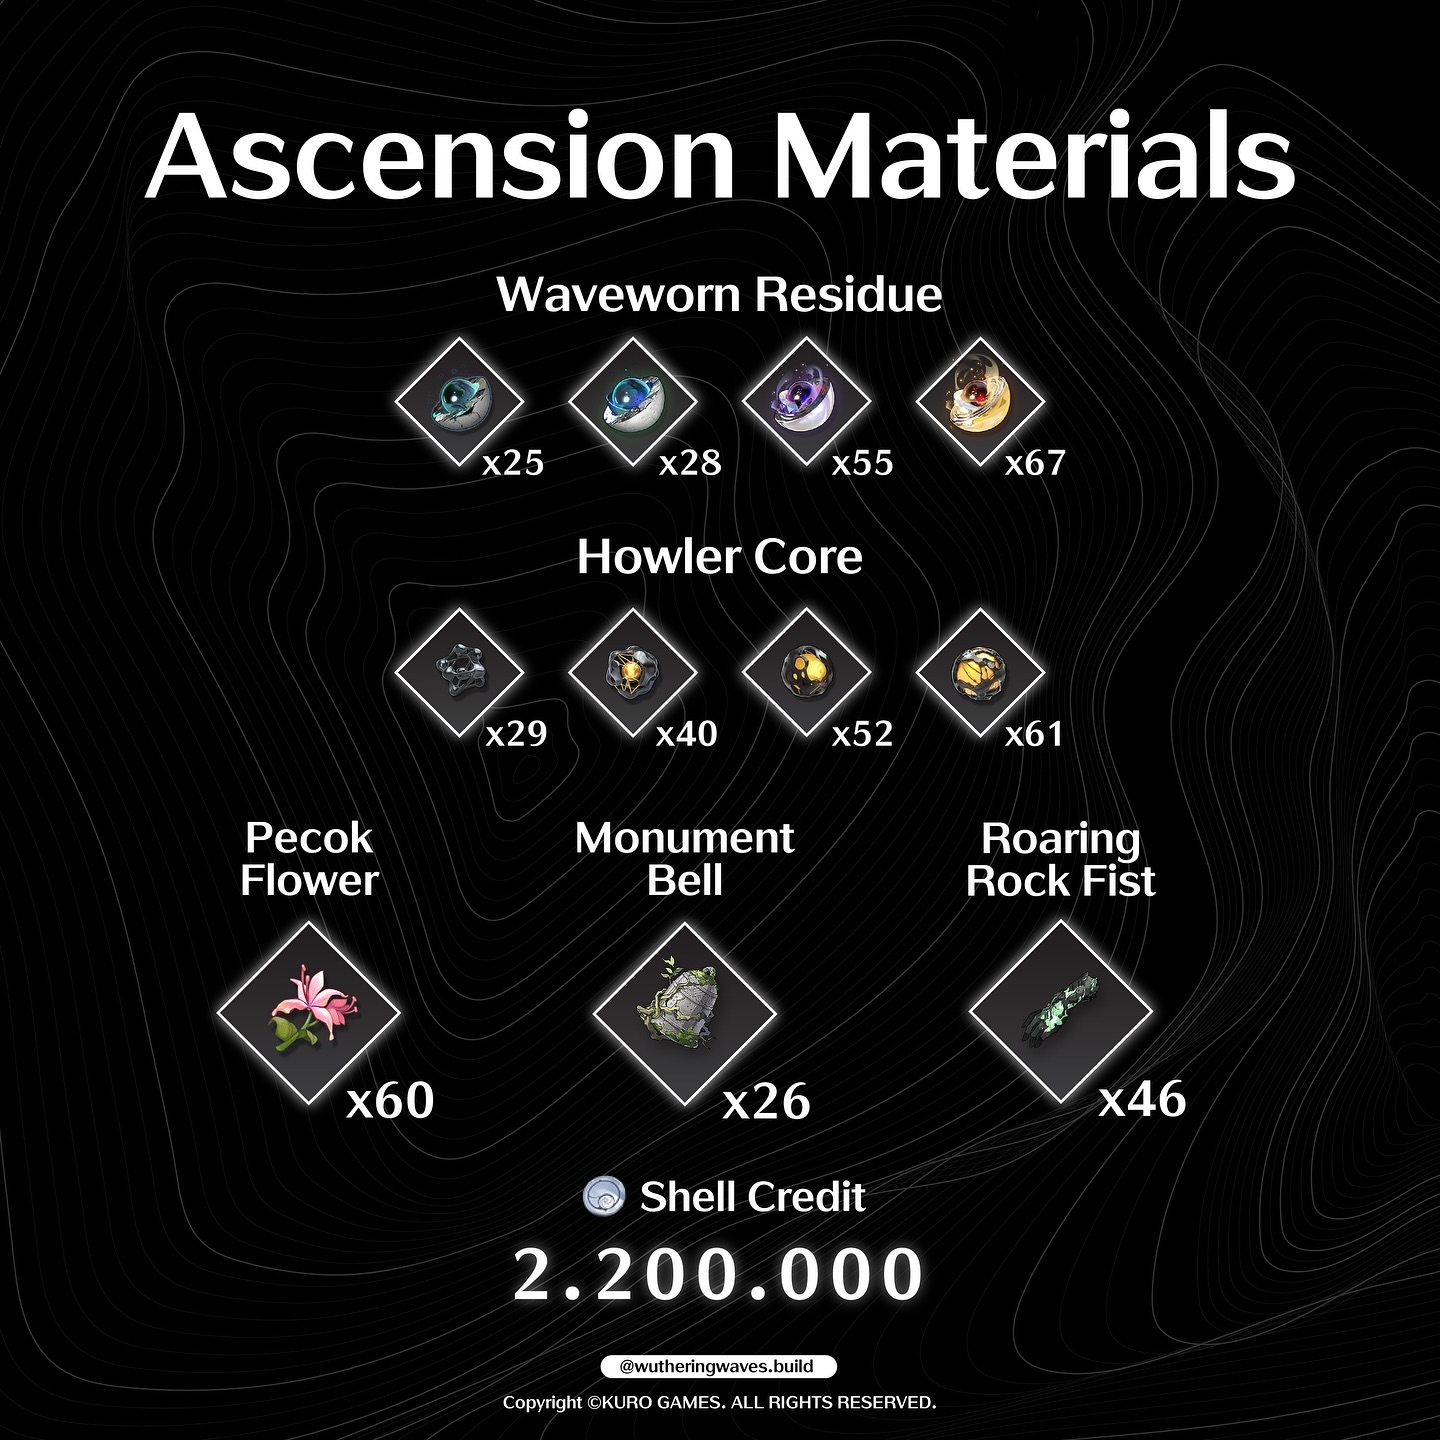 Ascension Materials
Waveworn Residue
x25 x28 x55 x67
Howler Core
x29 x40 x52 x61
Pecok
Flower
Monument
Bell
Roaring
Rock Fist
x60 x26 x46
Shell Credit
2.200.000
@wutheringwaves.build
Copyright ©KURO GAMES. ALL RIGHTS RESERVED.